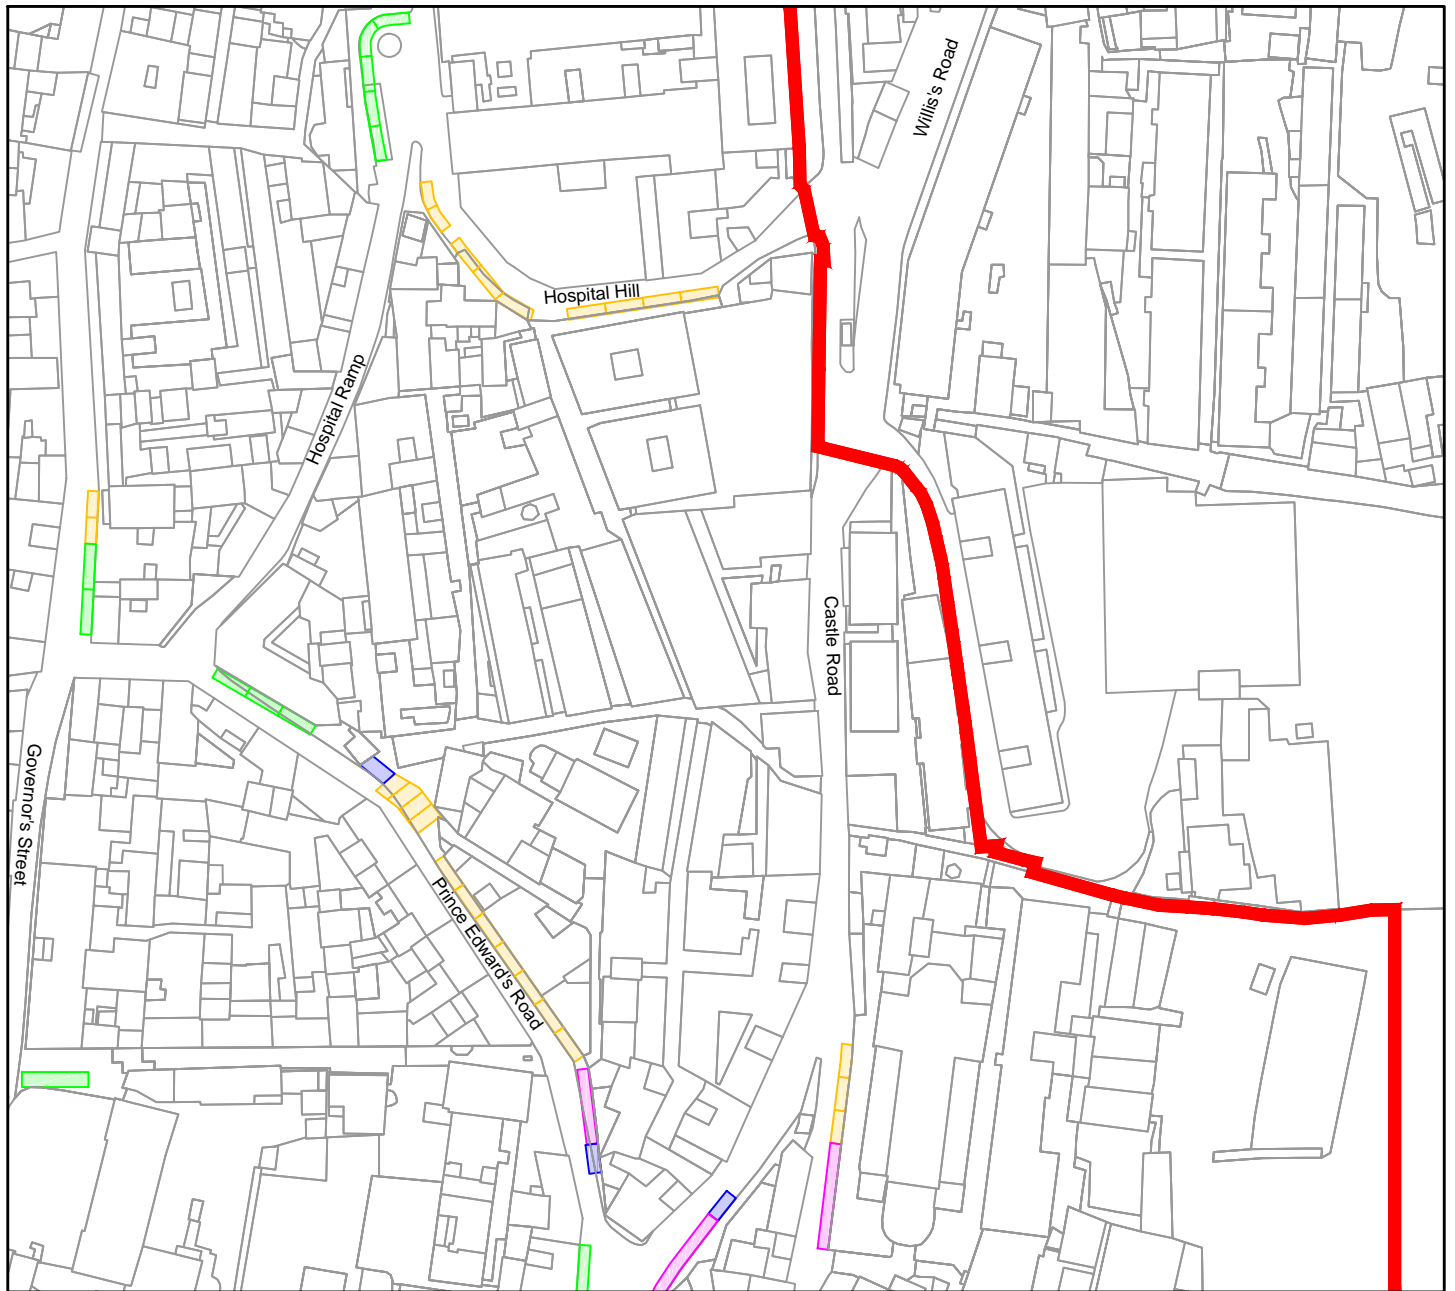 Willis's Road
Hospital Hill
Hospital Ramp
Castle Road
Governor's Street
Prince Edward's Road